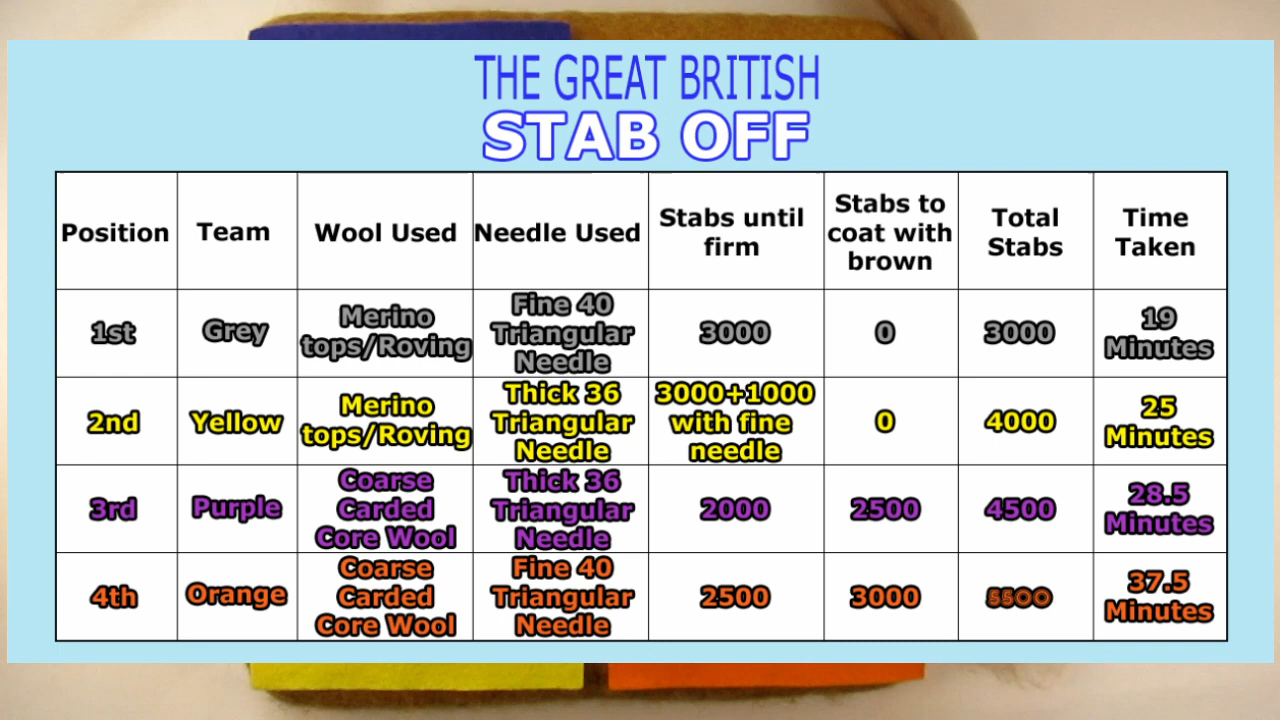 THE GREAT BRITISH
STAB OFF
Position Team Wool Used Needle Used Stabs until firm Stabs to coat with brown Total Stabs Time Taken
1st Grey Merino tops/Roving Fine 40 Triangular Needle 3000 0 3000 19 Minutes
2nd Yellow Merino tops/Roving Thick 36 Triangular Needle 3000+1000 with fine needle 0 4000 25 Minutes
3rd Purple Coarse Carded Core Wool Thick 36 Triangular Needle 2000 2500 4500 28.5 Minutes
4th Orange Coarse Carded Core Wool Fine 40 Triangular Needle 2500 3000 5500 37.5 Minutes